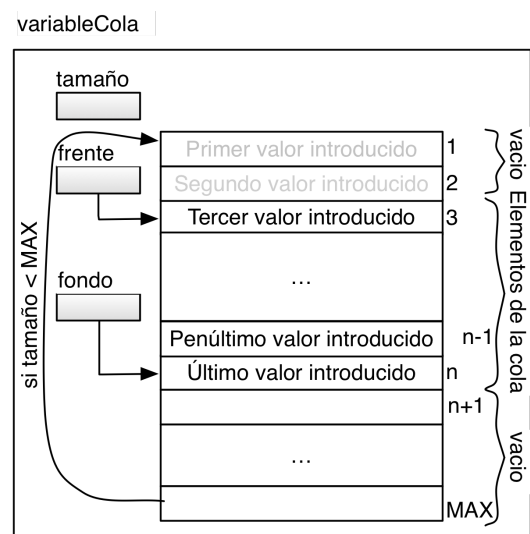 variableCola
tamaño
frente
fondo
si tamaño < MAX
Primer valor introducido
1
Segundo valor introducido
2
Tercer valor introducido
3
...
Penúltimo valor introducido
n-1
Último valor introducido
n
n+1
...
MAX
vacio
Elementos de la cola
vacio